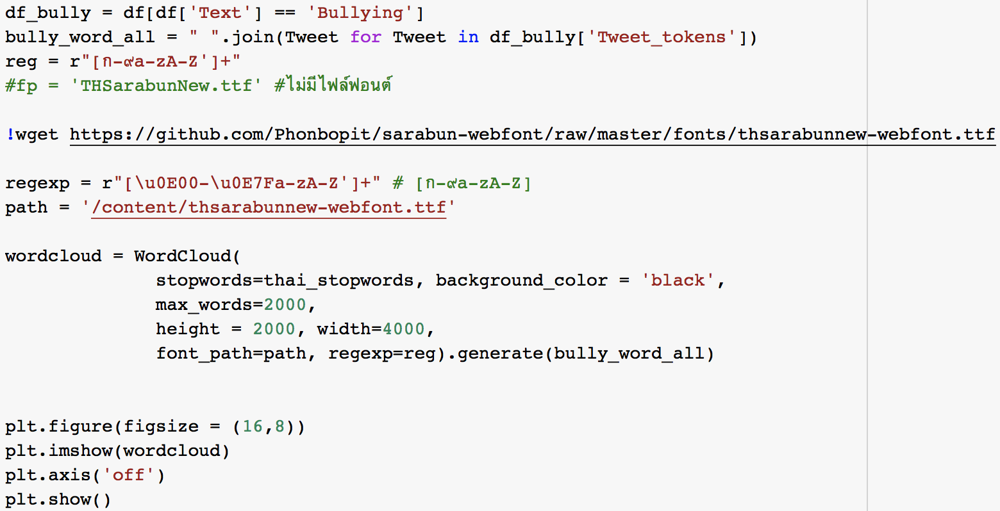 df_bully = df[df['Text'] == 'Bullying']
bully_word_all = " ".join(Tweet for Tweet in df_bully['Tweet_tokens'])
reg = r"[ก-๙a-zA-Z']+"
#fp = 'THSarabunNew.ttf' #ไม่มีไฟล์ฟอนต์
!wget https://github.com/Phonbopit/sarabun-webfont/raw/master/fonts/thsarabunnew-webfont.ttf
regexp = r"[\u0E00-\u0E7Fa-zA-Z']+" # [ก-๙a-zA-Z]
path = '/content/thsarabunnew-webfont.ttf'
wordcloud = WordCloud(
stopwords=thai_stopwords, background_color = 'black',
max_words=2000,
height = 2000, width=4000,
font_path=path, regexp=reg).generate(bully_word_all)
plt.figure(figsize = (16,8))
plt.imshow(wordcloud)
plt.axis('off')
plt.show()